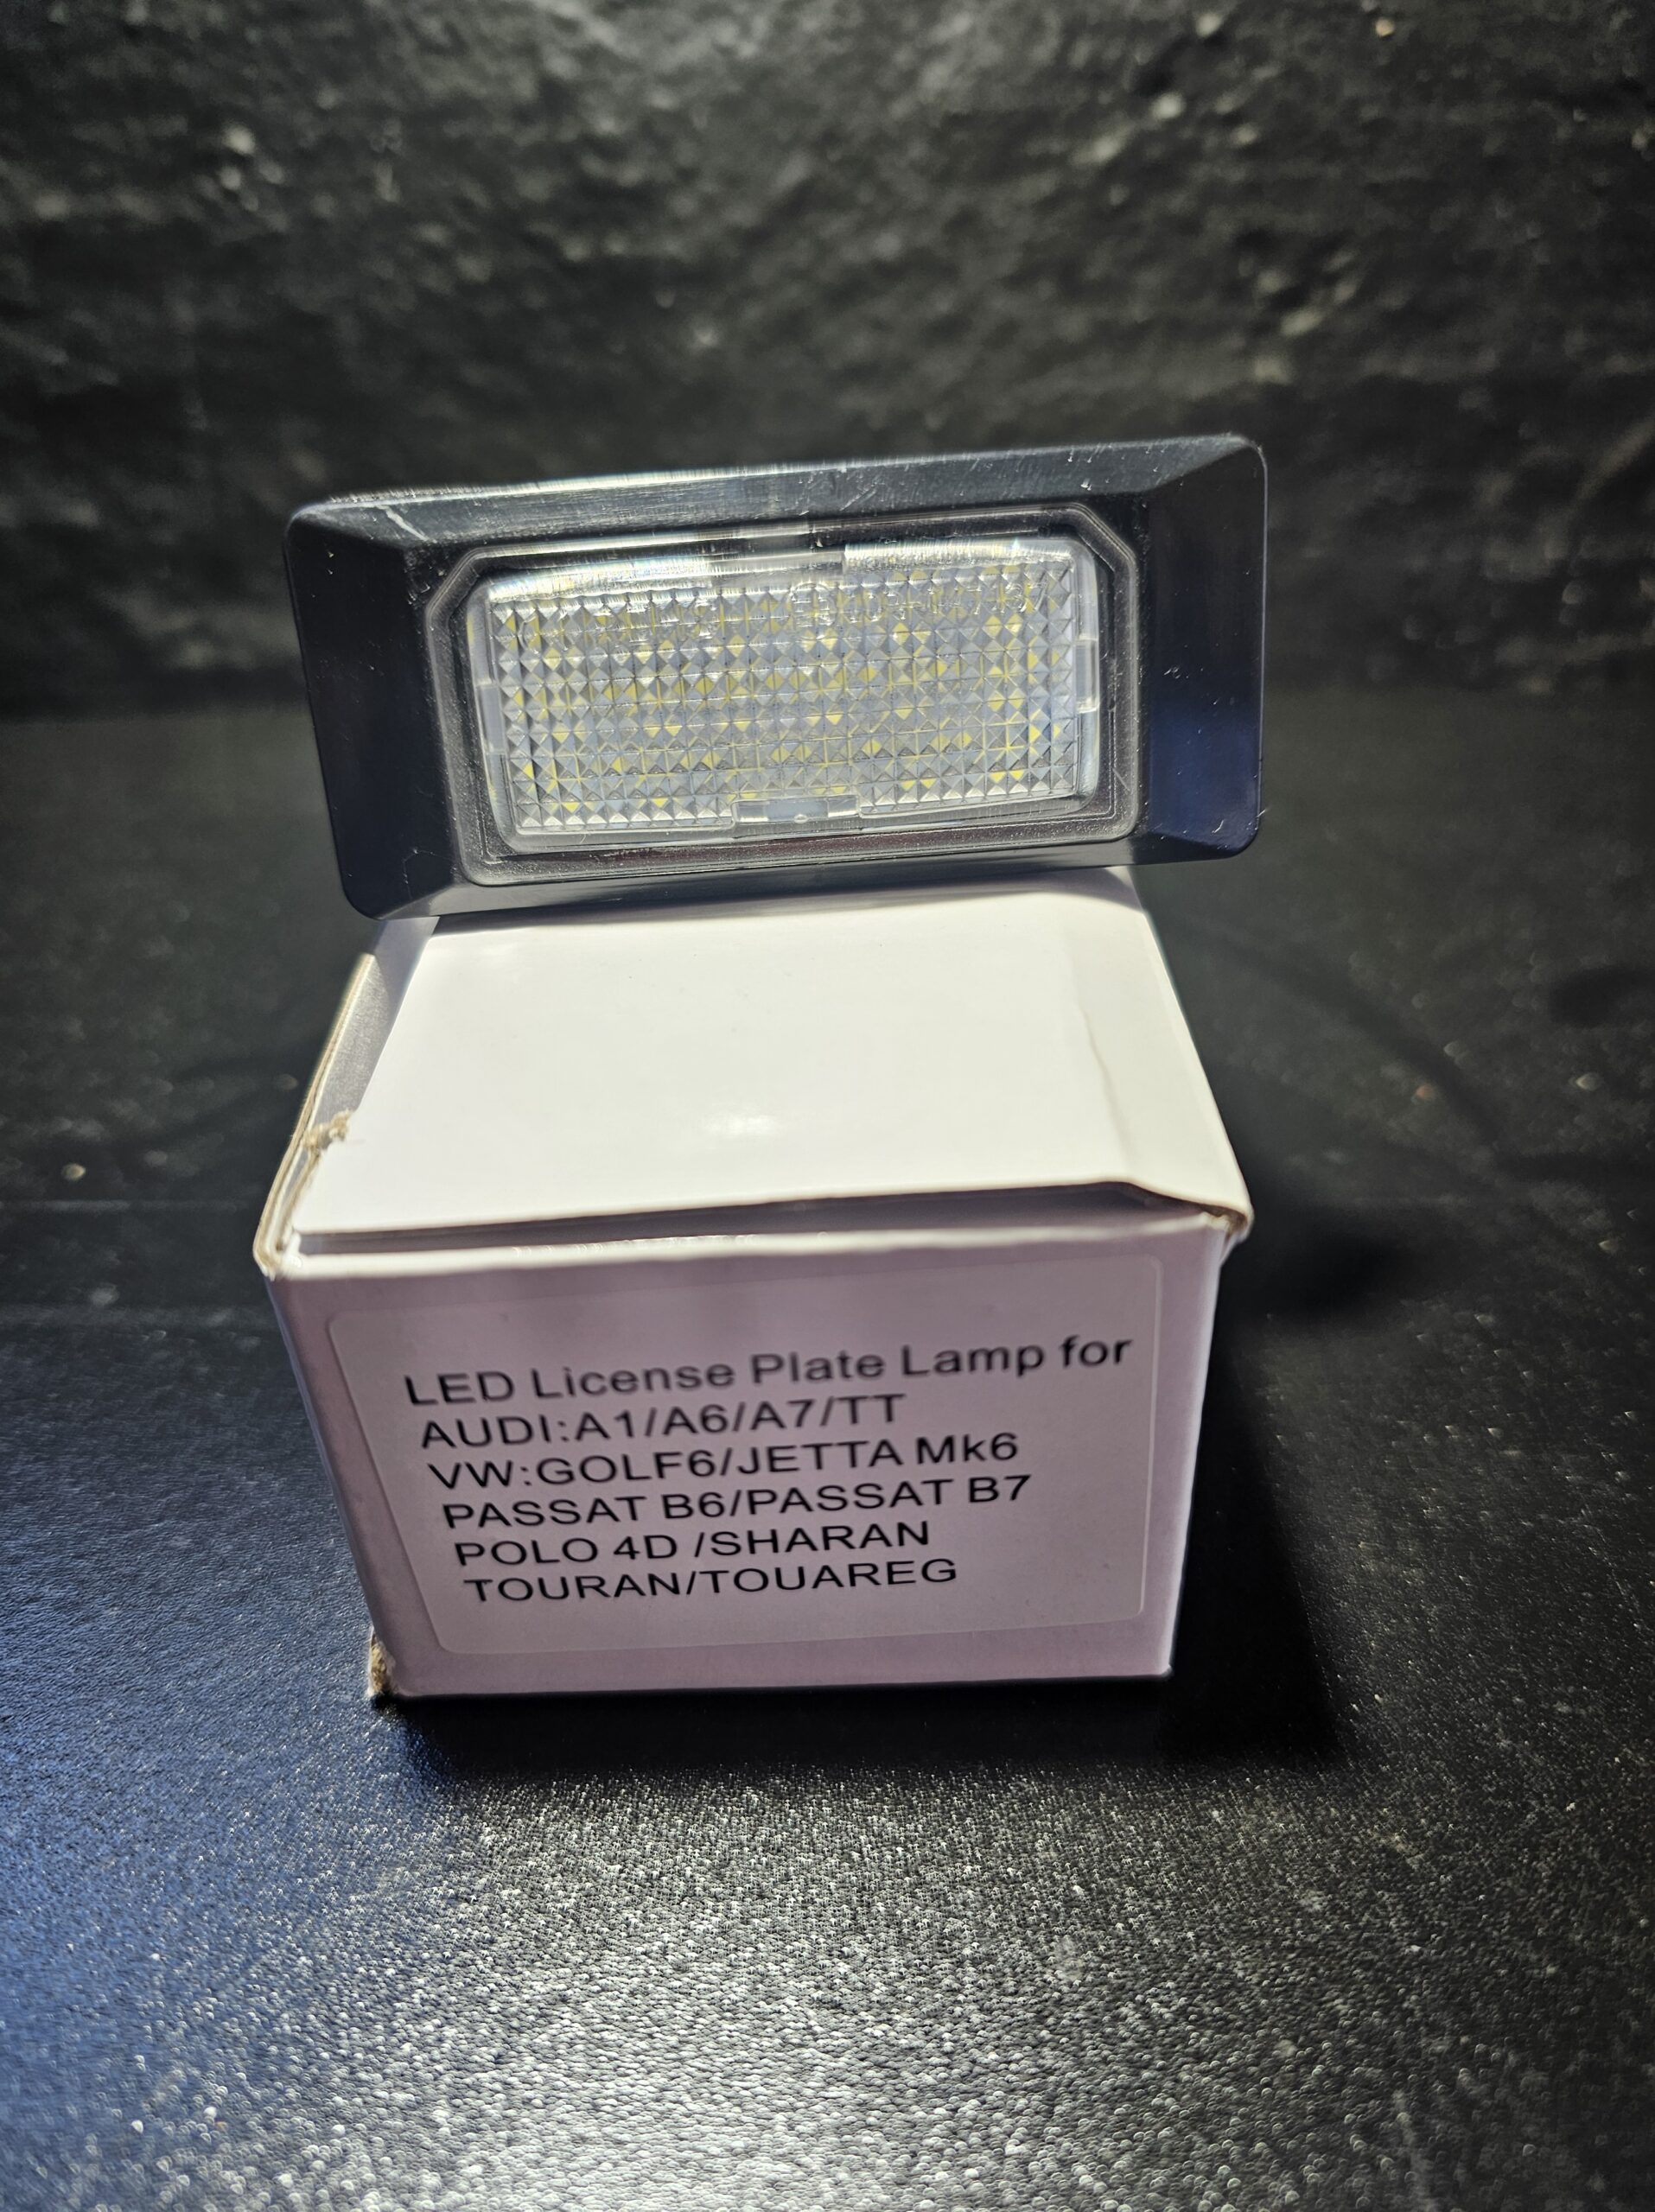 LED License Plate Lamp for
AUDI:A1/A6/A7/TT
VW:GOLF6/JETTA Mk6
PASSAT B6/PASSAT B7
POLO 4D /SHARAN
TOURAN/TOUAREG